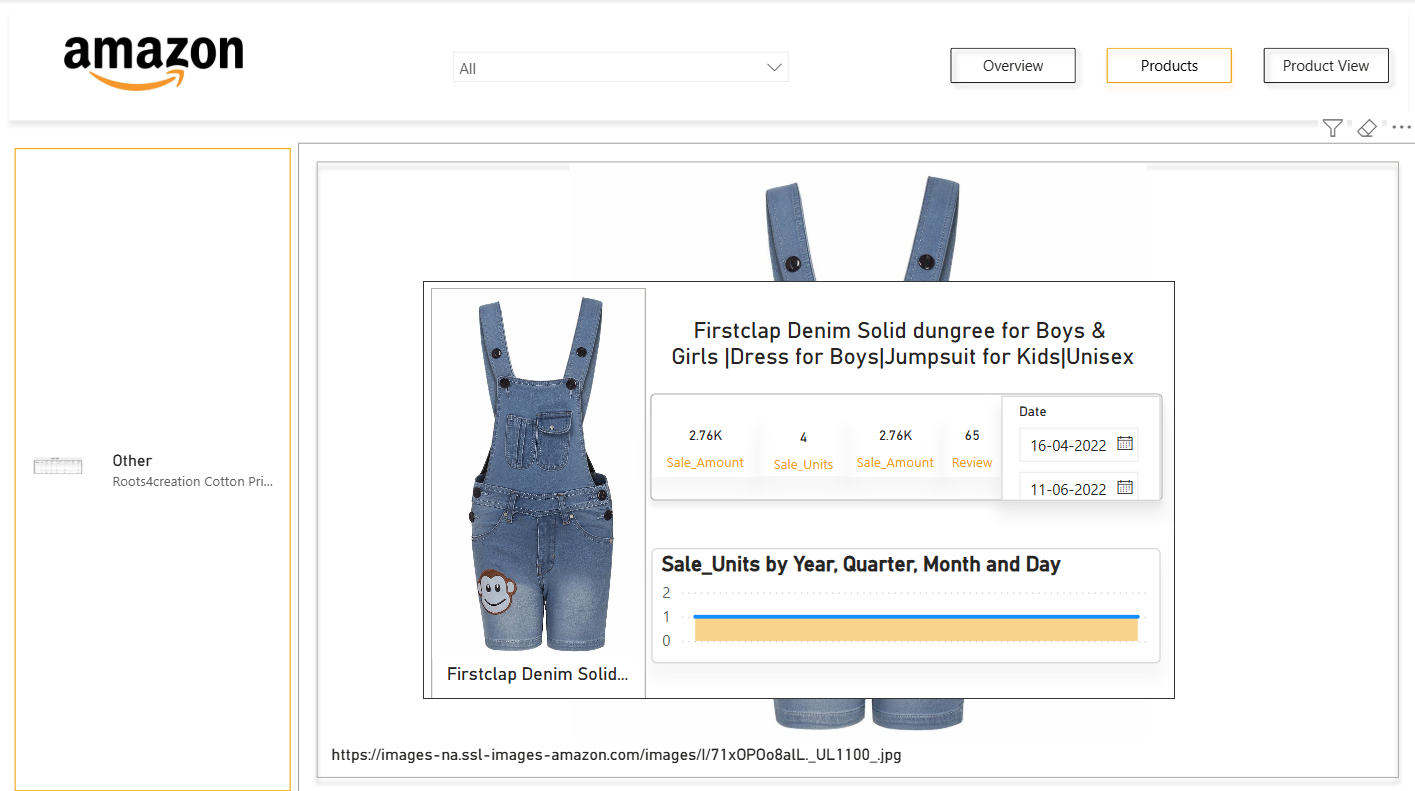 amazon
All
Overview
Products
Product View
Other
Roots4creation Cotton Pri...
Firstclap Denim Solid dungree for Boys &
Girls |Dress for Boys|Jumpsuit for Kids|Unisex
2.76K
Sale_Amount
4
Sale_Units
2.76K
Sale_Amount
65
Review
Date
16-04-2022
11-06-2022
Sale_Units by Year, Quarter, Month and Day
2
1
0
Firstclap Denim Solid...
https://images-na.ssl-images-amazon.com/images/I/71xOPOo8alL._UL1100_.jpg